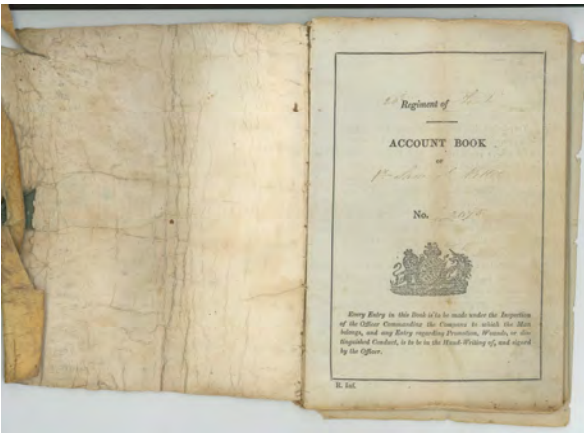 Regiment of
ACCOUNT BOOK
OF
No.
Every Entry in this Book is to be made under the Inspection
of the Officer Commanding the Company to which the Man
belongs, and any Entry regarding Promotion, Wounds, or dis-
tinguished Conduct, is to be in the Hand-Writing of, and signed
by the Officer.
R. Inf.